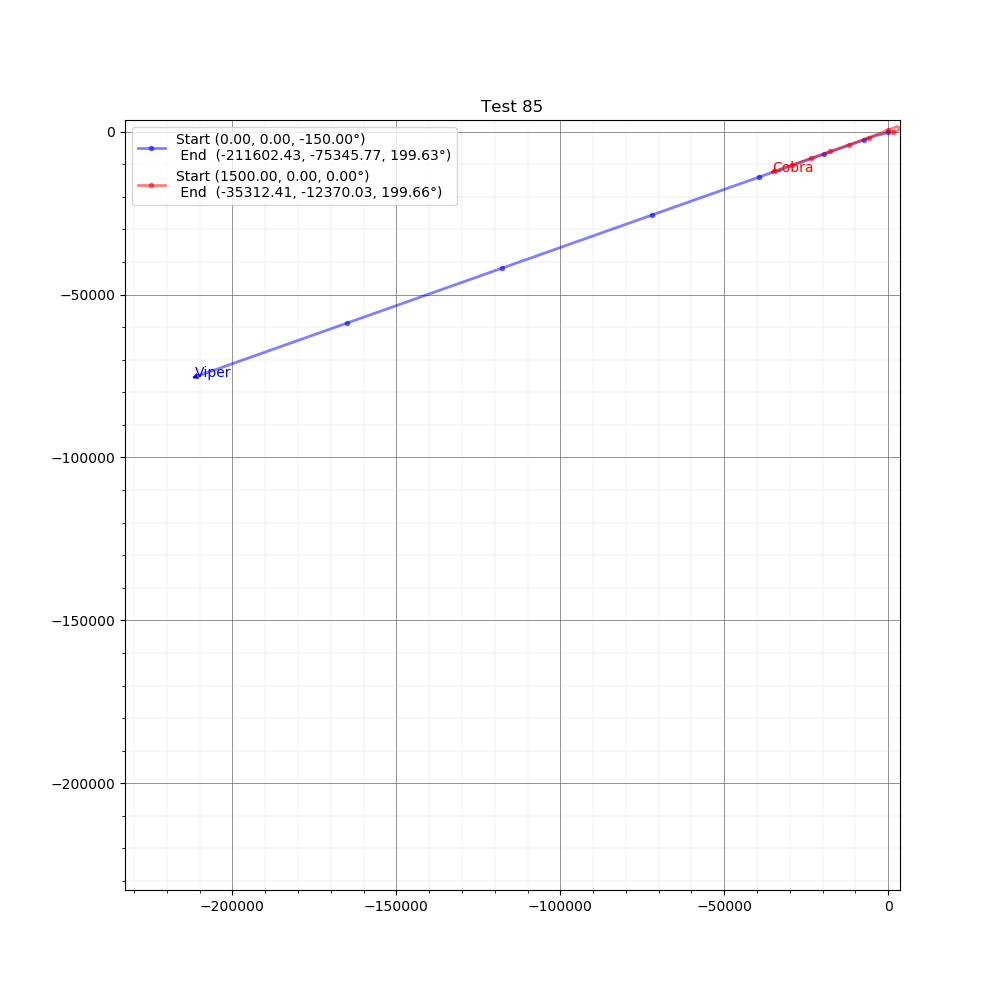 Test 85
Start (0.00, 0.00, -150.00°)
End (-211602.43, -75345.77, 199.63°)
Start (1500.00, 0.00, 0.00°)
End (-35312.41, -12370.03, 199.66°)
Cobra
Viper
0
−50000
−100000
−150000
−200000
−200000
−150000
−100000
−50000
0